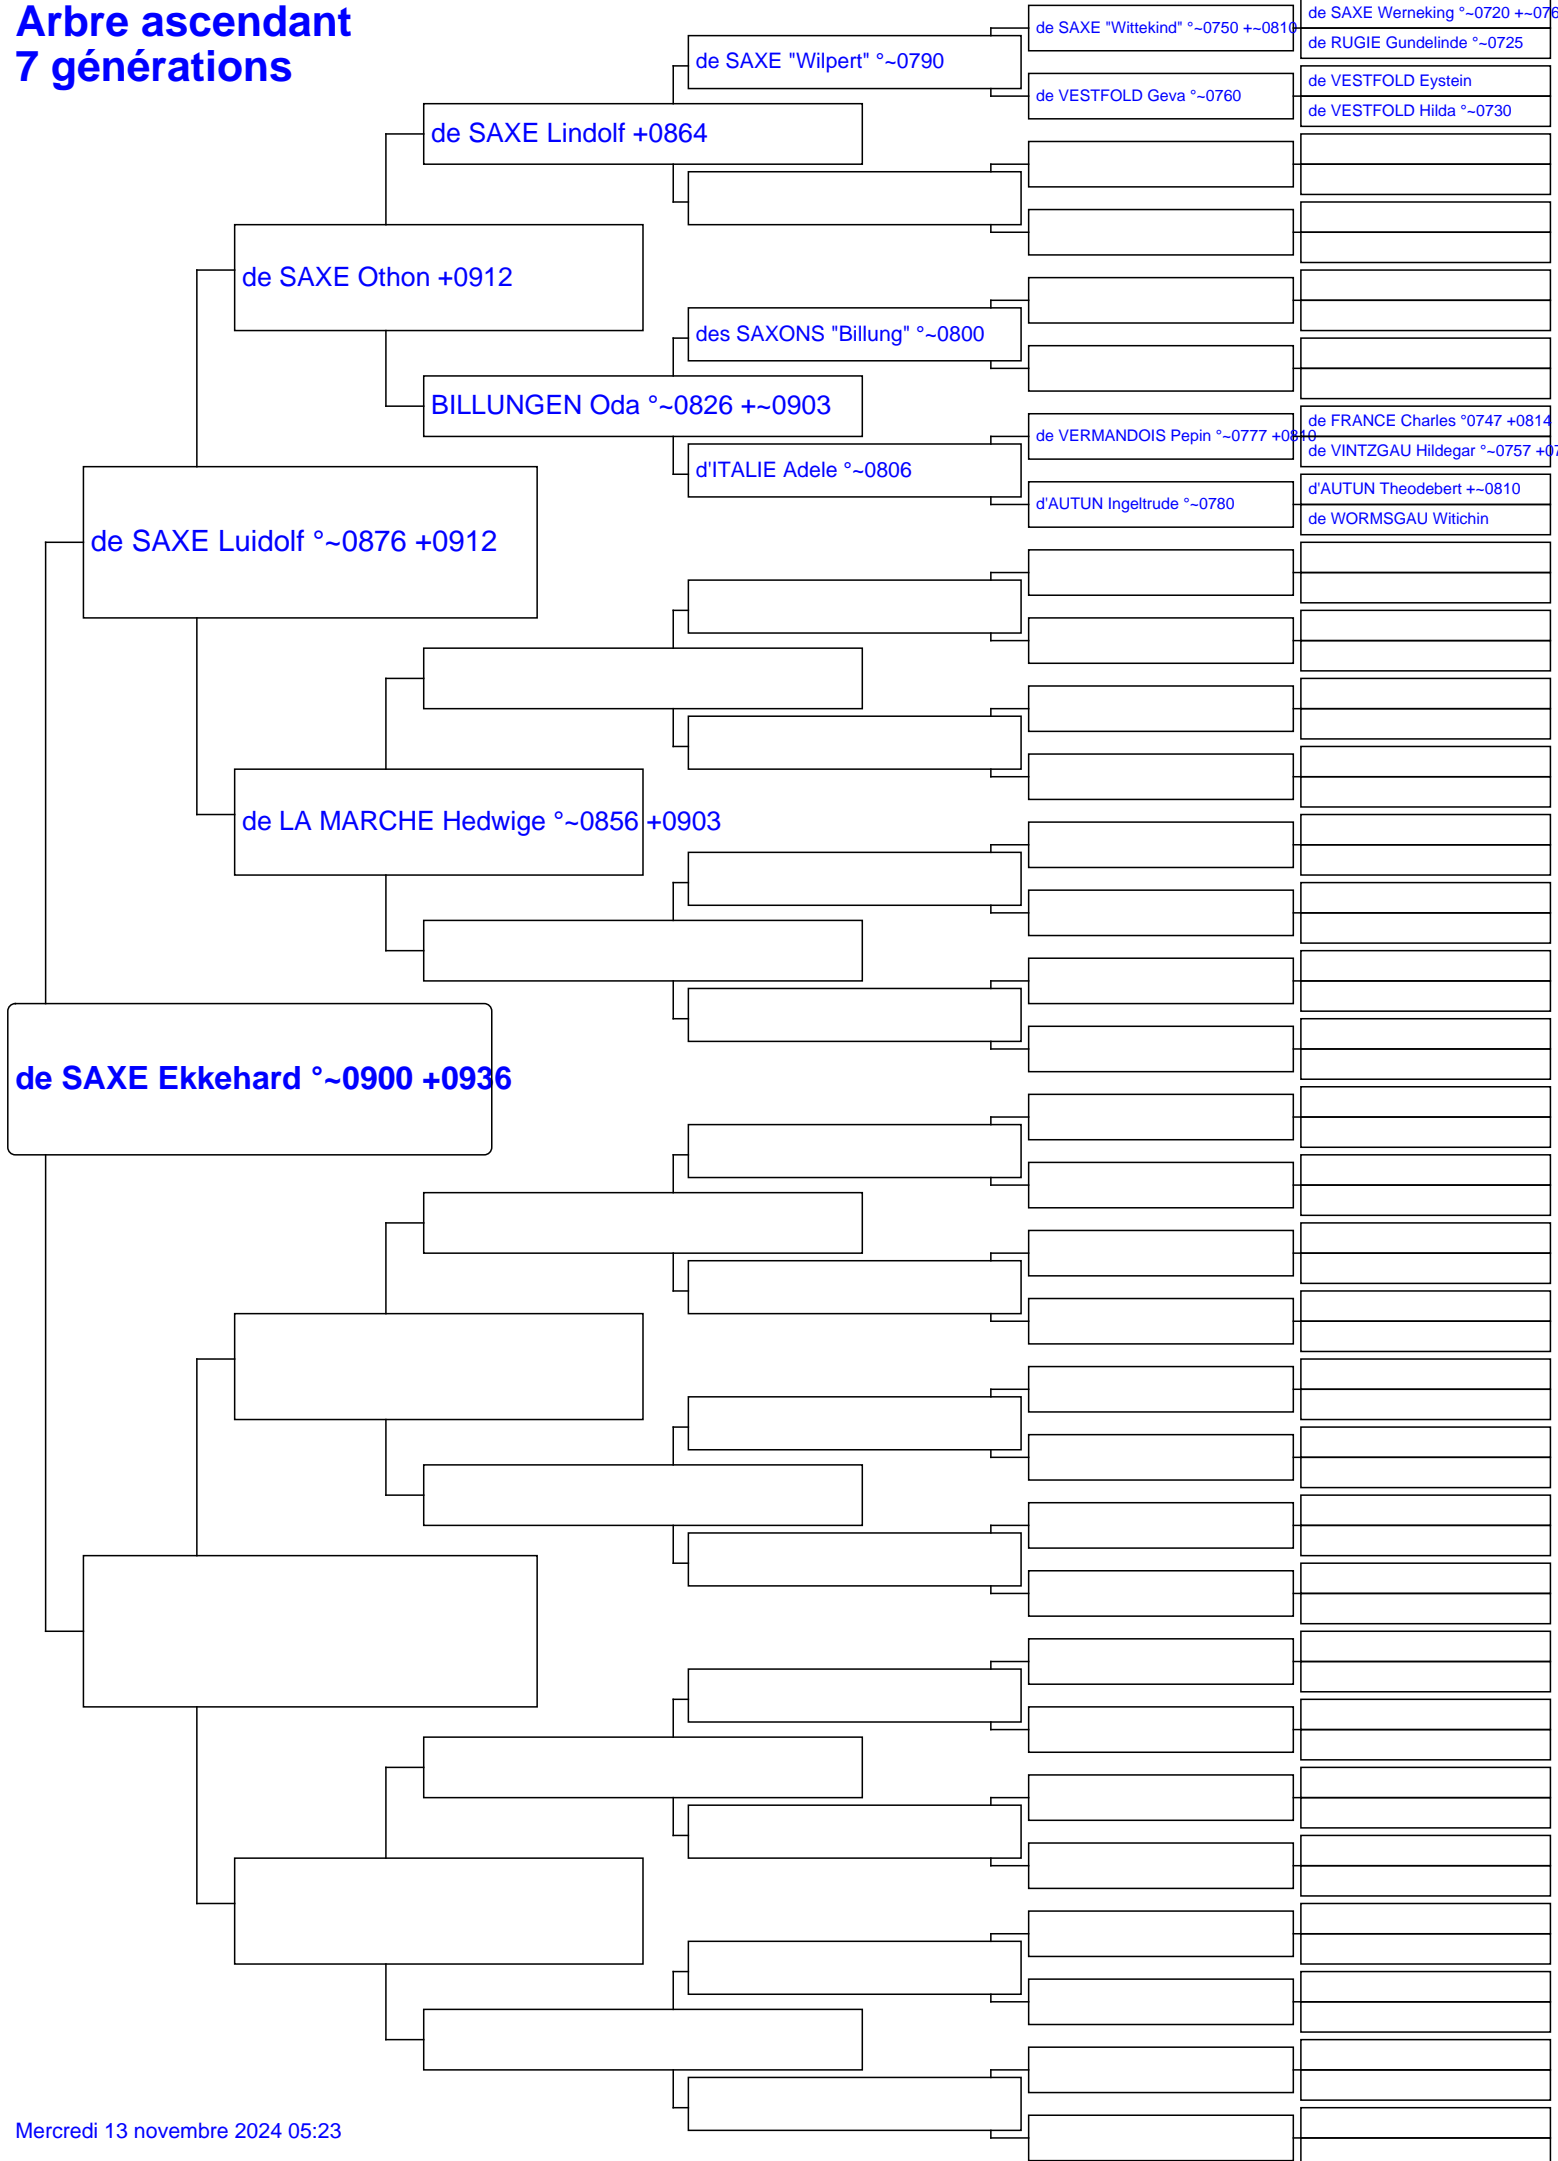 Arbre ascendant
7 générations
de SAXE Werneking °~0720 +~076
de SAXE "Wittekind" °~0750 +~0810
de RUGIE Gundelinde °~0725
de SAXE "Wilpert" °~0790
de VESTFOLD Eystein
de VESTFOLD Geva °~0760
de VESTFOLD Hilda °~0730
de SAXE Lindolf +0864
de SAXE Othon +0912
des SAXONS "Billung" °~0800
BILLUNGEN Oda °~0826 +~0903
de FRANCE Charles °0747 +0814
de VERMANDOIS Pepin °~0777 +0810
de VINTZGAU Hildegar °~0757 +07
d'ITALIE Adele °~0806
d'AUTUN Theodebert +~0810
d'AUTUN Ingeltrude °~0780
de WORMSGAU Witichin
de SAXE Luidolf °~0876 +0912
de LA MARCHE Hedwige °~0856 +0903
de SAXE Ekkehard °~0900 +0936
Mercredi 13 novembre 2024 05:23